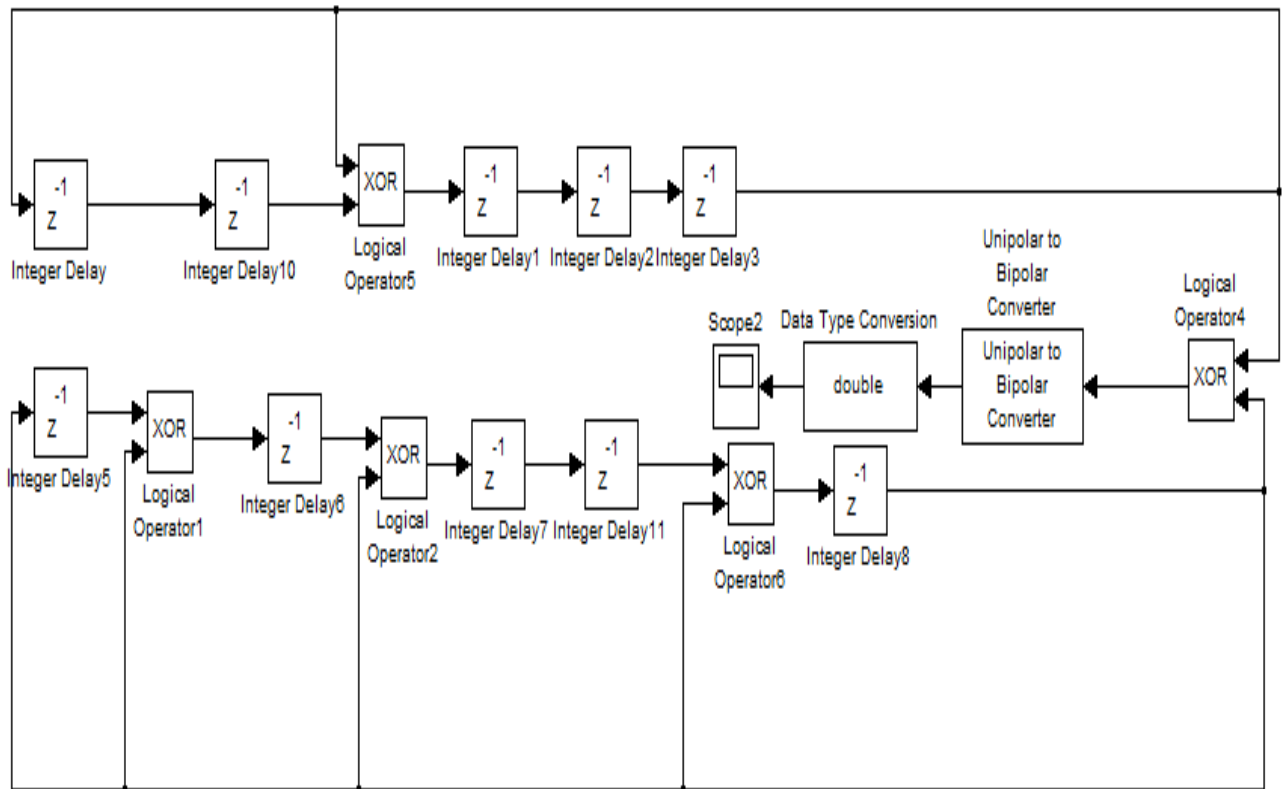 -1
Z
Integer Delay
-1
Z
Integer Delay10
XOR
Logical
Operator5
-1
Z
Integer Delay1
-1
Z
Integer Delay2
-1
Z
Integer Delay3
Unipolar to
Bipolar
Converter
Logical
Operator4
Scope2
Data Type Conversion
double
Unipolar to
Bipolar
Converter
XOR
-1
Z
Integer Delay5
XOR
Logical
Operator1
-1
Z
Integer Delay6
XOR
Logical
Operator2
-1
Z
Integer Delay7
-1
Z
Integer Delay11
XOR
Logical
Operator6
-1
Z
Integer Delay8